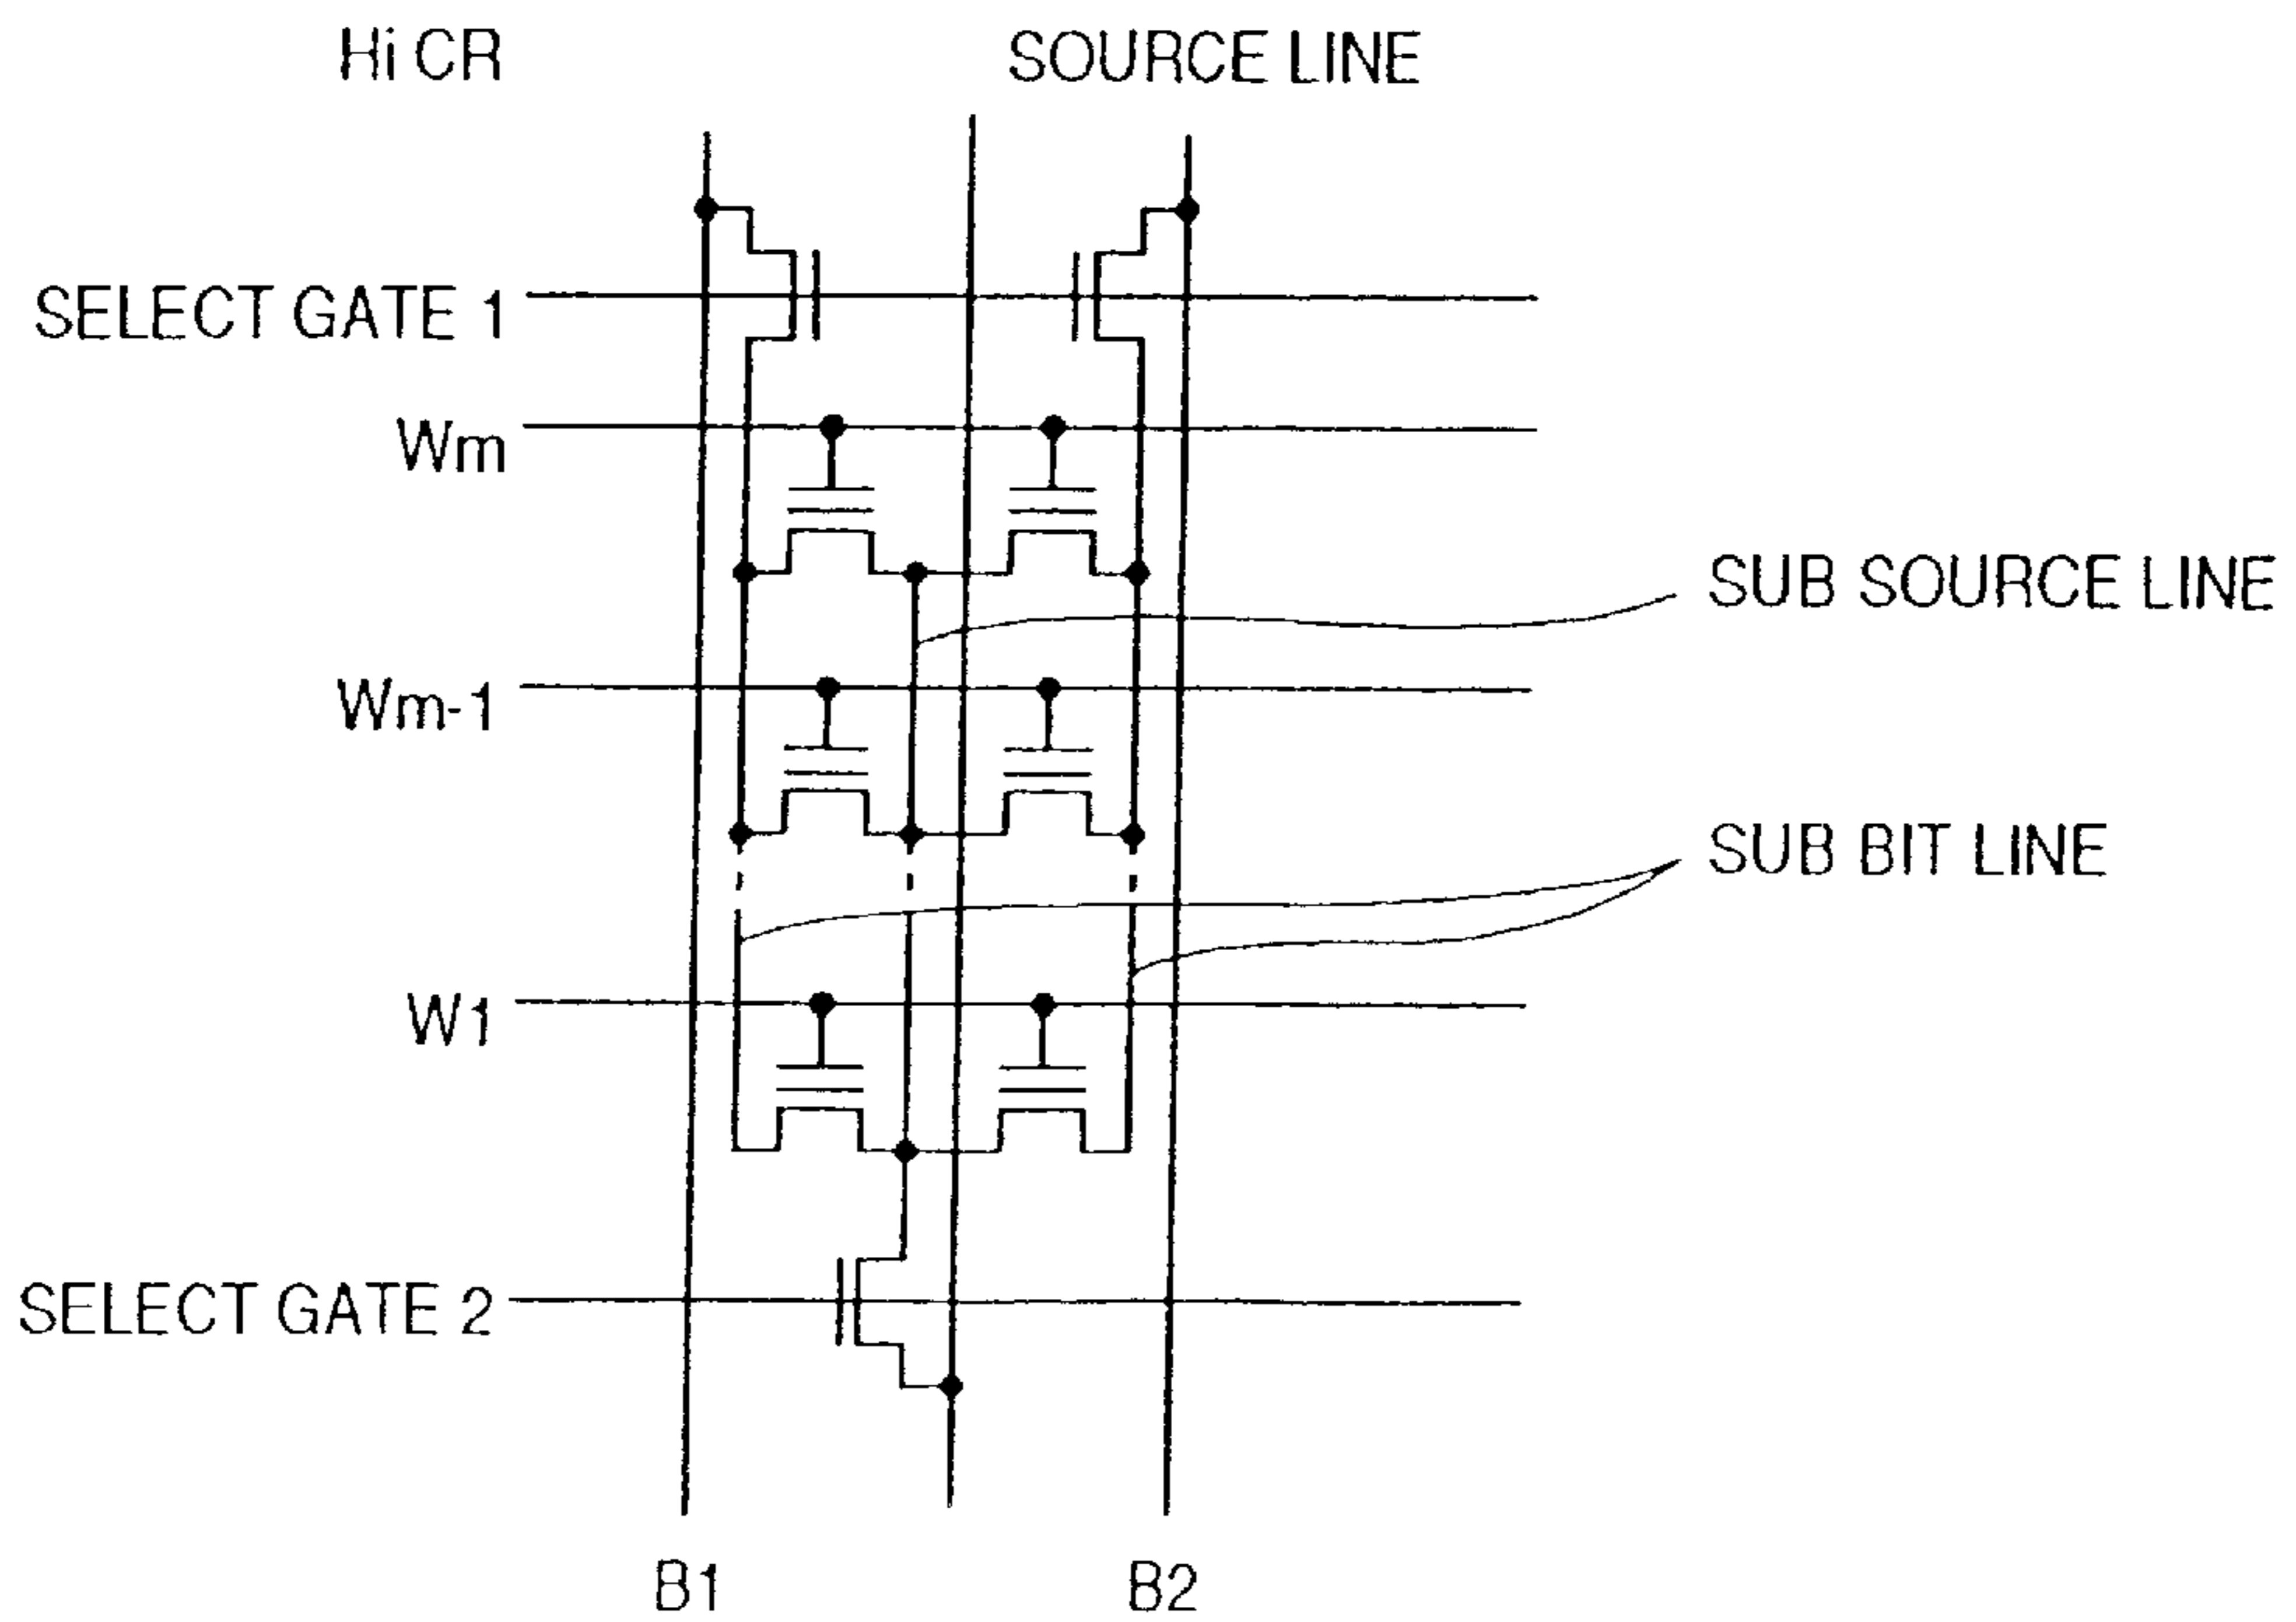 Hi CR
SOURCE LINE
SELECT GATE 1
Wm
SUB SOURCE LINE
Wm-1
SUB BIT LINE
W1
SELECT GATE 2
B1
B2